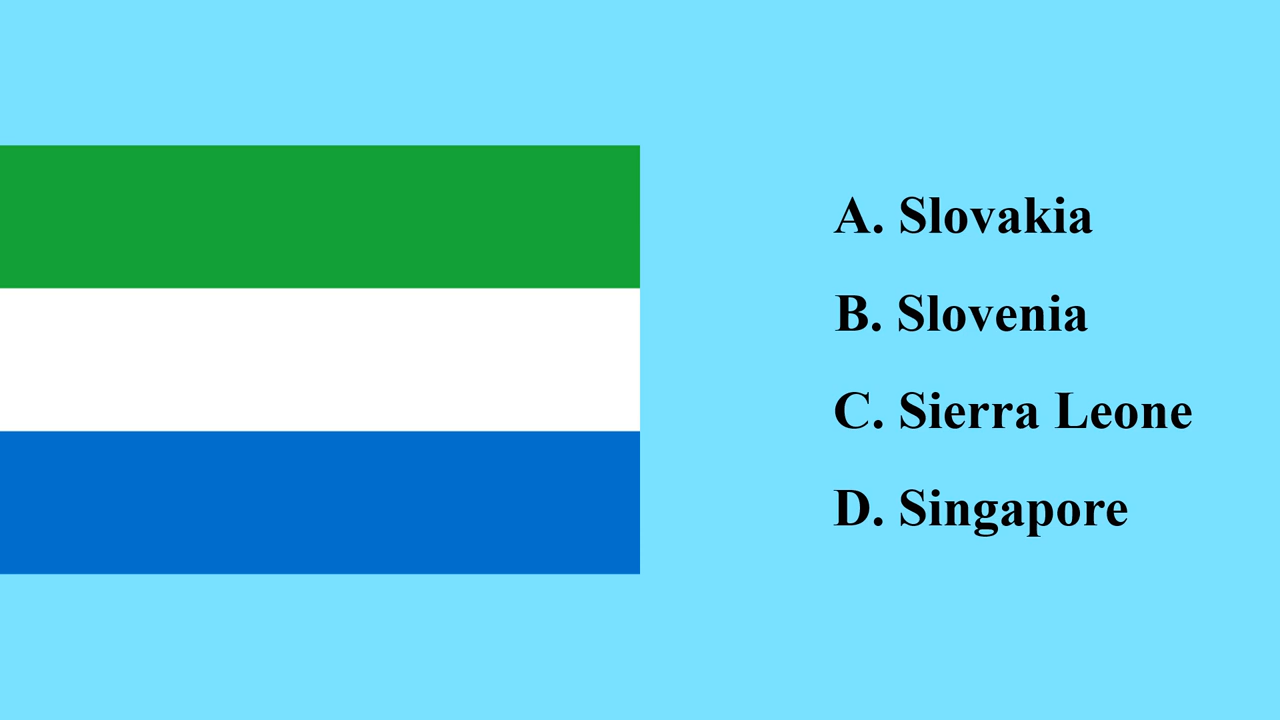 A. Slovakia
B. Slovenia
C. Sierra Leone
D. Singapore